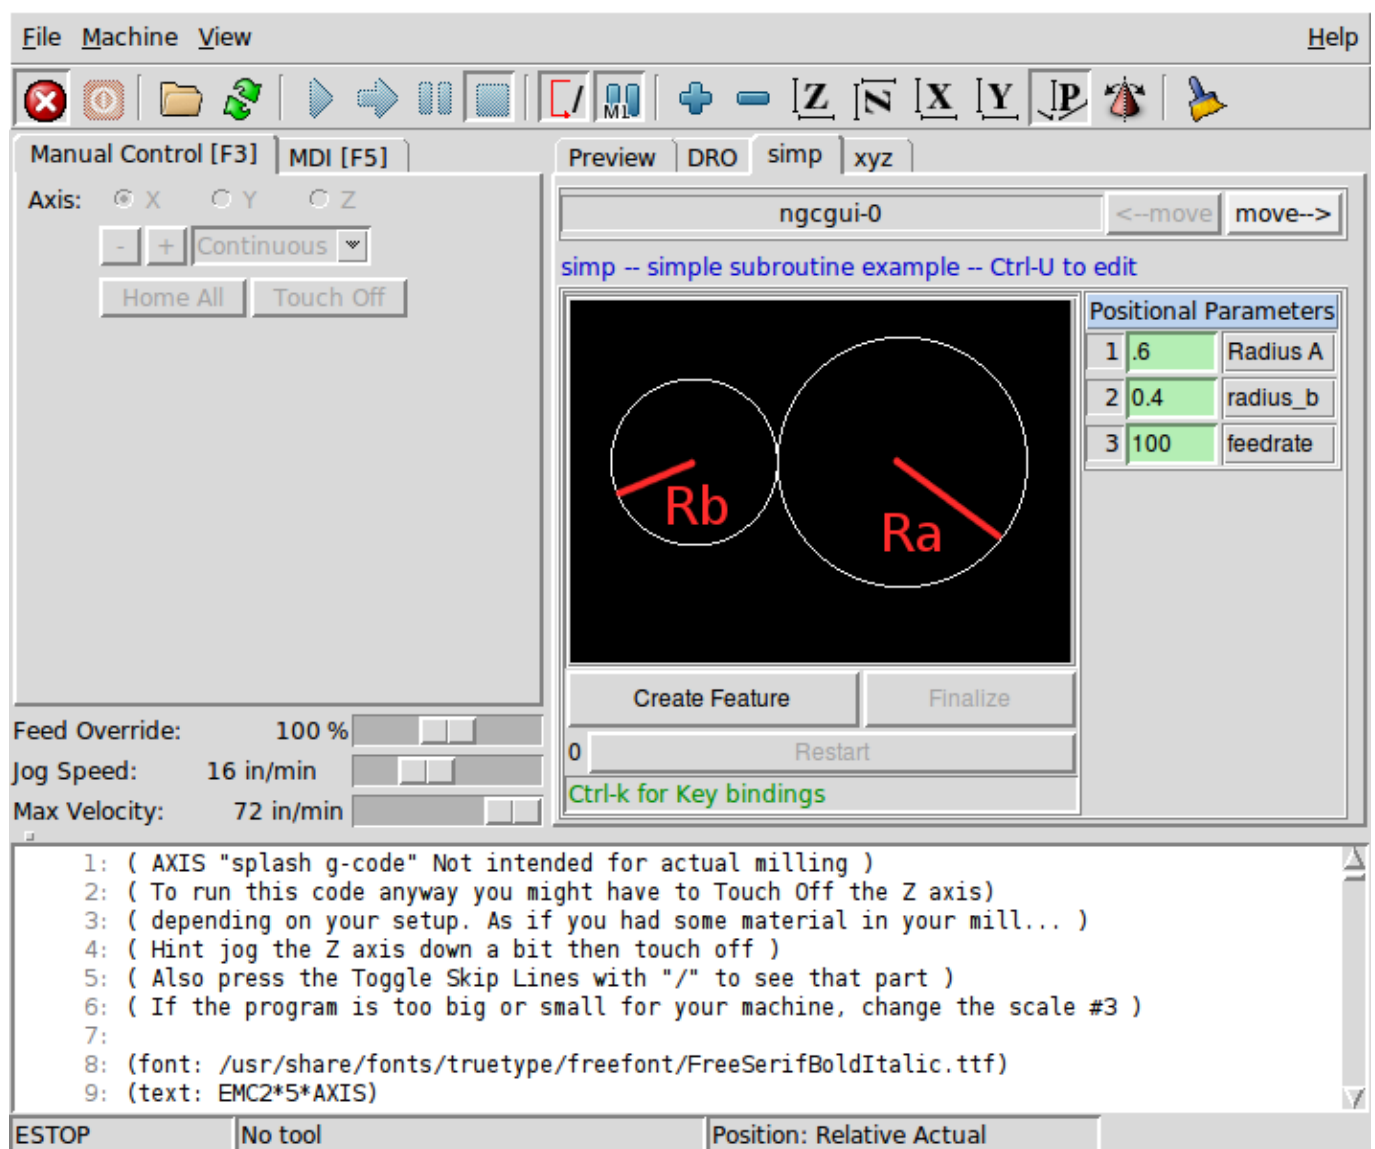 File Machine View Help
M1 Z N X Y P
Manual Control [F3] MDI [F5]
Preview DRO simp xyz
Axis: X Y Z
- + Continuous
Home All Touch Off
ngcgui-0 <--move move-->
simp -- simple subroutine example -- Ctrl-U to edit
Positional Parameters
1 .6 Radius A
2 0.4 radius_b
3 100 feedrate
Rb
Ra
Create Feature Finalize
0 Restart
Ctrl-k for Key bindings
Feed Override: 100 %
Jog Speed: 16 in/min
Max Velocity: 72 in/min
1: ( AXIS "splash g-code" Not intended for actual milling )
2: ( To run this code anyway you might have to Touch Off the Z axis)
3: ( depending on your setup. As if you had some material in your mill... )
4: ( Hint jog the Z axis down a bit then touch off )
5: ( Also press the Toggle Skip Lines with "/" to see that part )
6: ( If the program is too big or small for your machine, change the scale #3 )
7:
8: (font: /usr/share/fonts/truetype/freefont/FreeSerifBoldItalic.ttf)
9: (text: EMC2*5*AXIS)
ESTOP No tool Position: Relative Actual